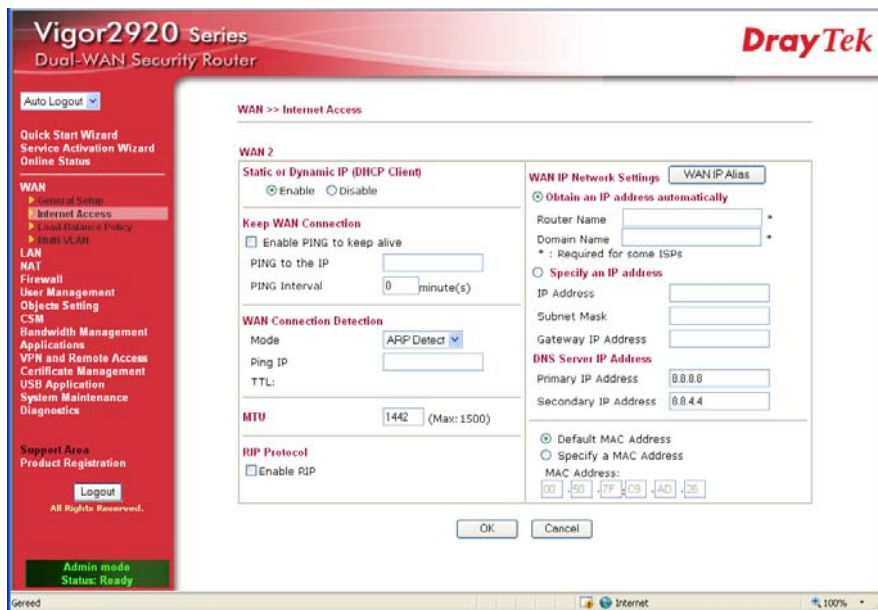 Vigor2920 Series
Dual-WAN Security Router
DrayTek
Auto Logout
Quick Start Wizard
Service Activation Wizard
Online Status
WAN
General Setup
Internet Access
Load-Balance Policy
Multi-VLAN
LAN
NAT
Firewall
User Management
Objects Setting
CSM
Bandwidth Management
Applications
VPN and Remote Access
Certificate Management
USB Application
System Maintenance
Diagnostics
Support Area
Product Registration
Logout
All Rights Reserved.
Admin mode
Status: Ready
WAN >> Internet Access
WAN 2
Static or Dynamic IP (DHCP Client)
Enable Disable
Keep WAN Connection
Enable PING to keep alive
PING to the IP
PING Interval 0 minute(s)
WAN Connection Detection
Mode ARP Detect
Ping IP
TTL:
MTU 1442 (Max:1500)
RIP Protocol
Enable RIP
WAN IP Network Settings WAN IP Alias
Obtain an IP address automatically
Router Name *
Domain Name *
* : Required for some ISPs
Specify an IP address
IP Address
Subnet Mask
Gateway IP Address
DNS Server IP Address
Primary IP Address 8.8.8.8
Secondary IP Address 8.8.4.4
Default MAC Address
Specify a MAC Address
MAC Address:
00 .50 .7F :C9 .AD .26
OK Cancel
Gereed Internet 100%